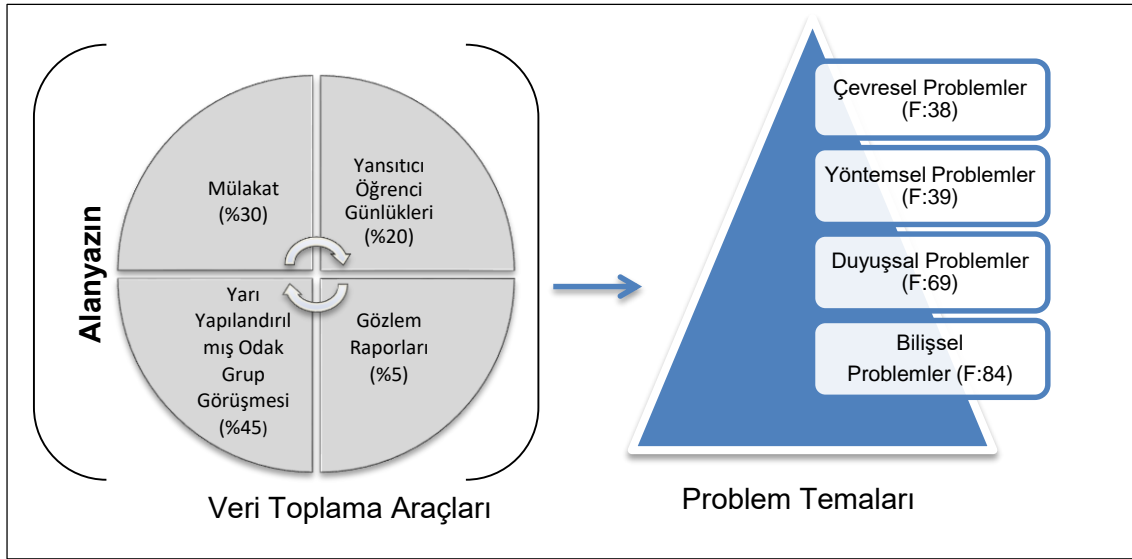 Alanyazın
Mülakat
(%30)
Yansıtıcı
Öğrenci
Günlükleri
(%20)
Yarı
Yapılandırıl
mış Odak
Grup
Görüşmesi
(%45)
Gözlem
Raporları
(%5)
Veri Toplama Araçları
Çevresel Problemler
(F:38)
Yöntemsel Problemler
(F:39)
Duyuşsal Problemler
(F:69)
Bilişsel
Problemler (F:84)
Problem Temaları